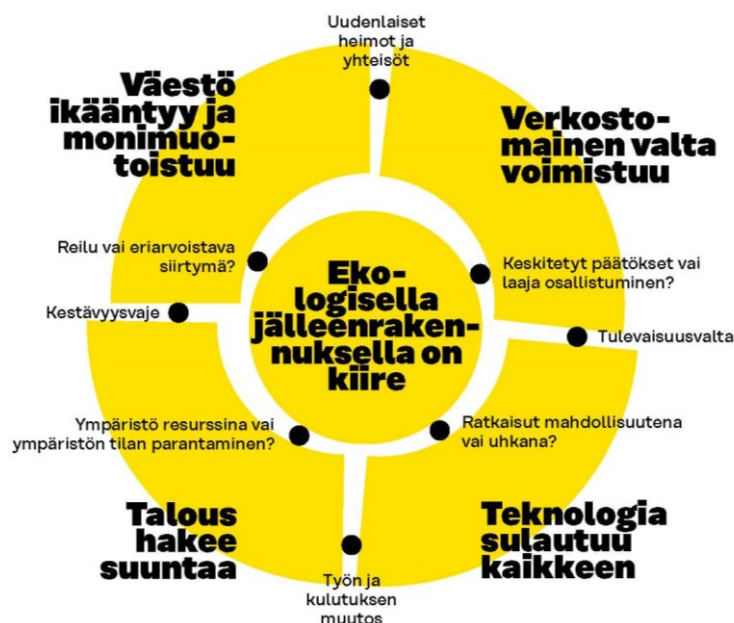 Uudenlaiset
heimot ja
yhteisöt
Väestö
ikääntyy ja
monimuo-
toistuu
Verkosto-
mainen valta
voimistuu
Reilu vai eriarvoistava
siirtymä?
Keskitetyt päätökset vai
laaja osallistuminen?
Eko-
logisella
jälleenraken-
nuksella on
kiire
Kestävyysvaje
Tulevaisuusvalta
Ympäristö resurssina vai
ympäristön tilan parantaminen?
Ratkaisut mahdollisuutena
vai uhkana?
Talous
hakee
suuntaa
Teknologia
sulautuu
kaikkeen
Työn ja
kulutuksen
muutos